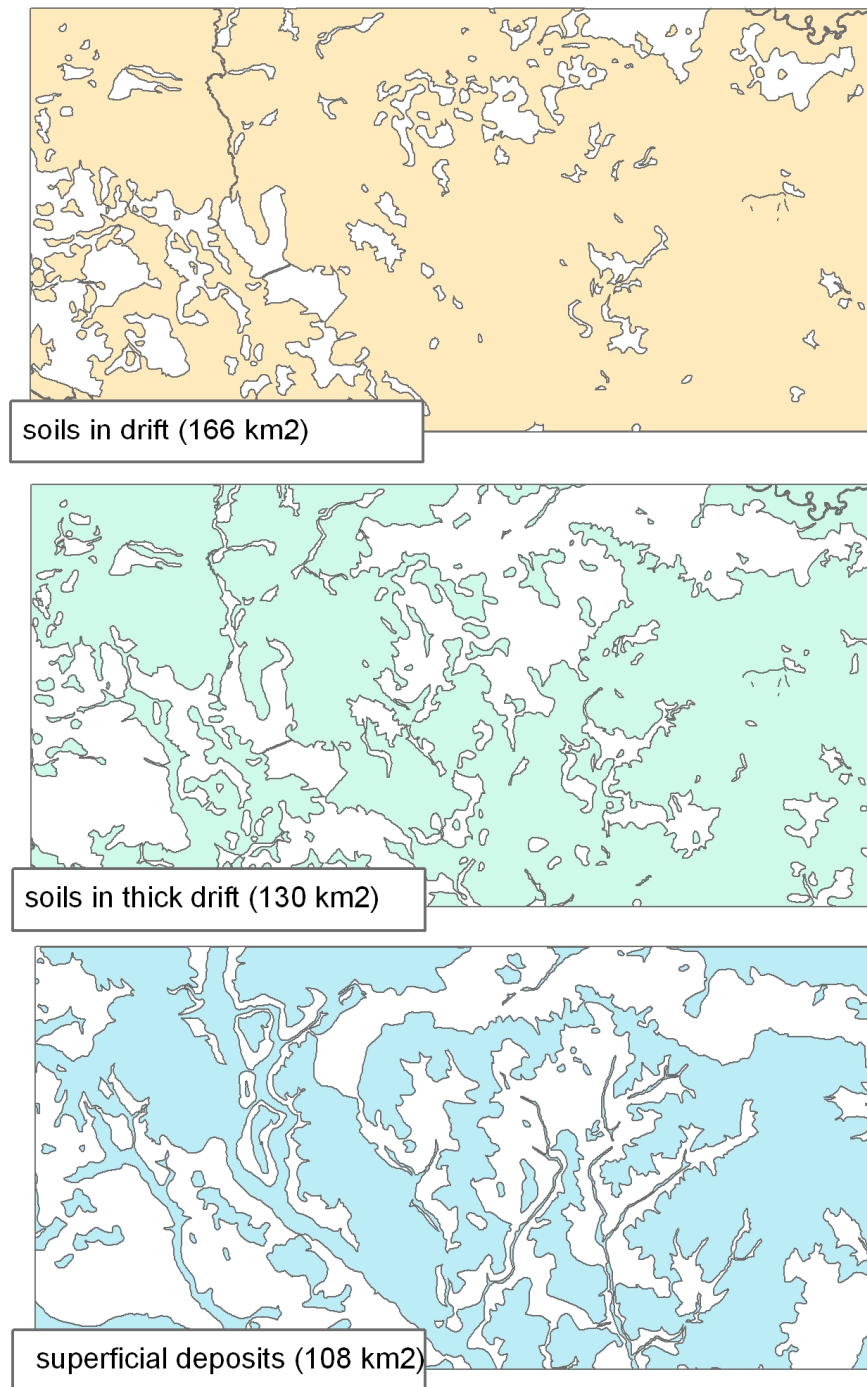 soils in drift (166 km2)
soils in thick drift (130 km2)
superficial deposits (108 km2)